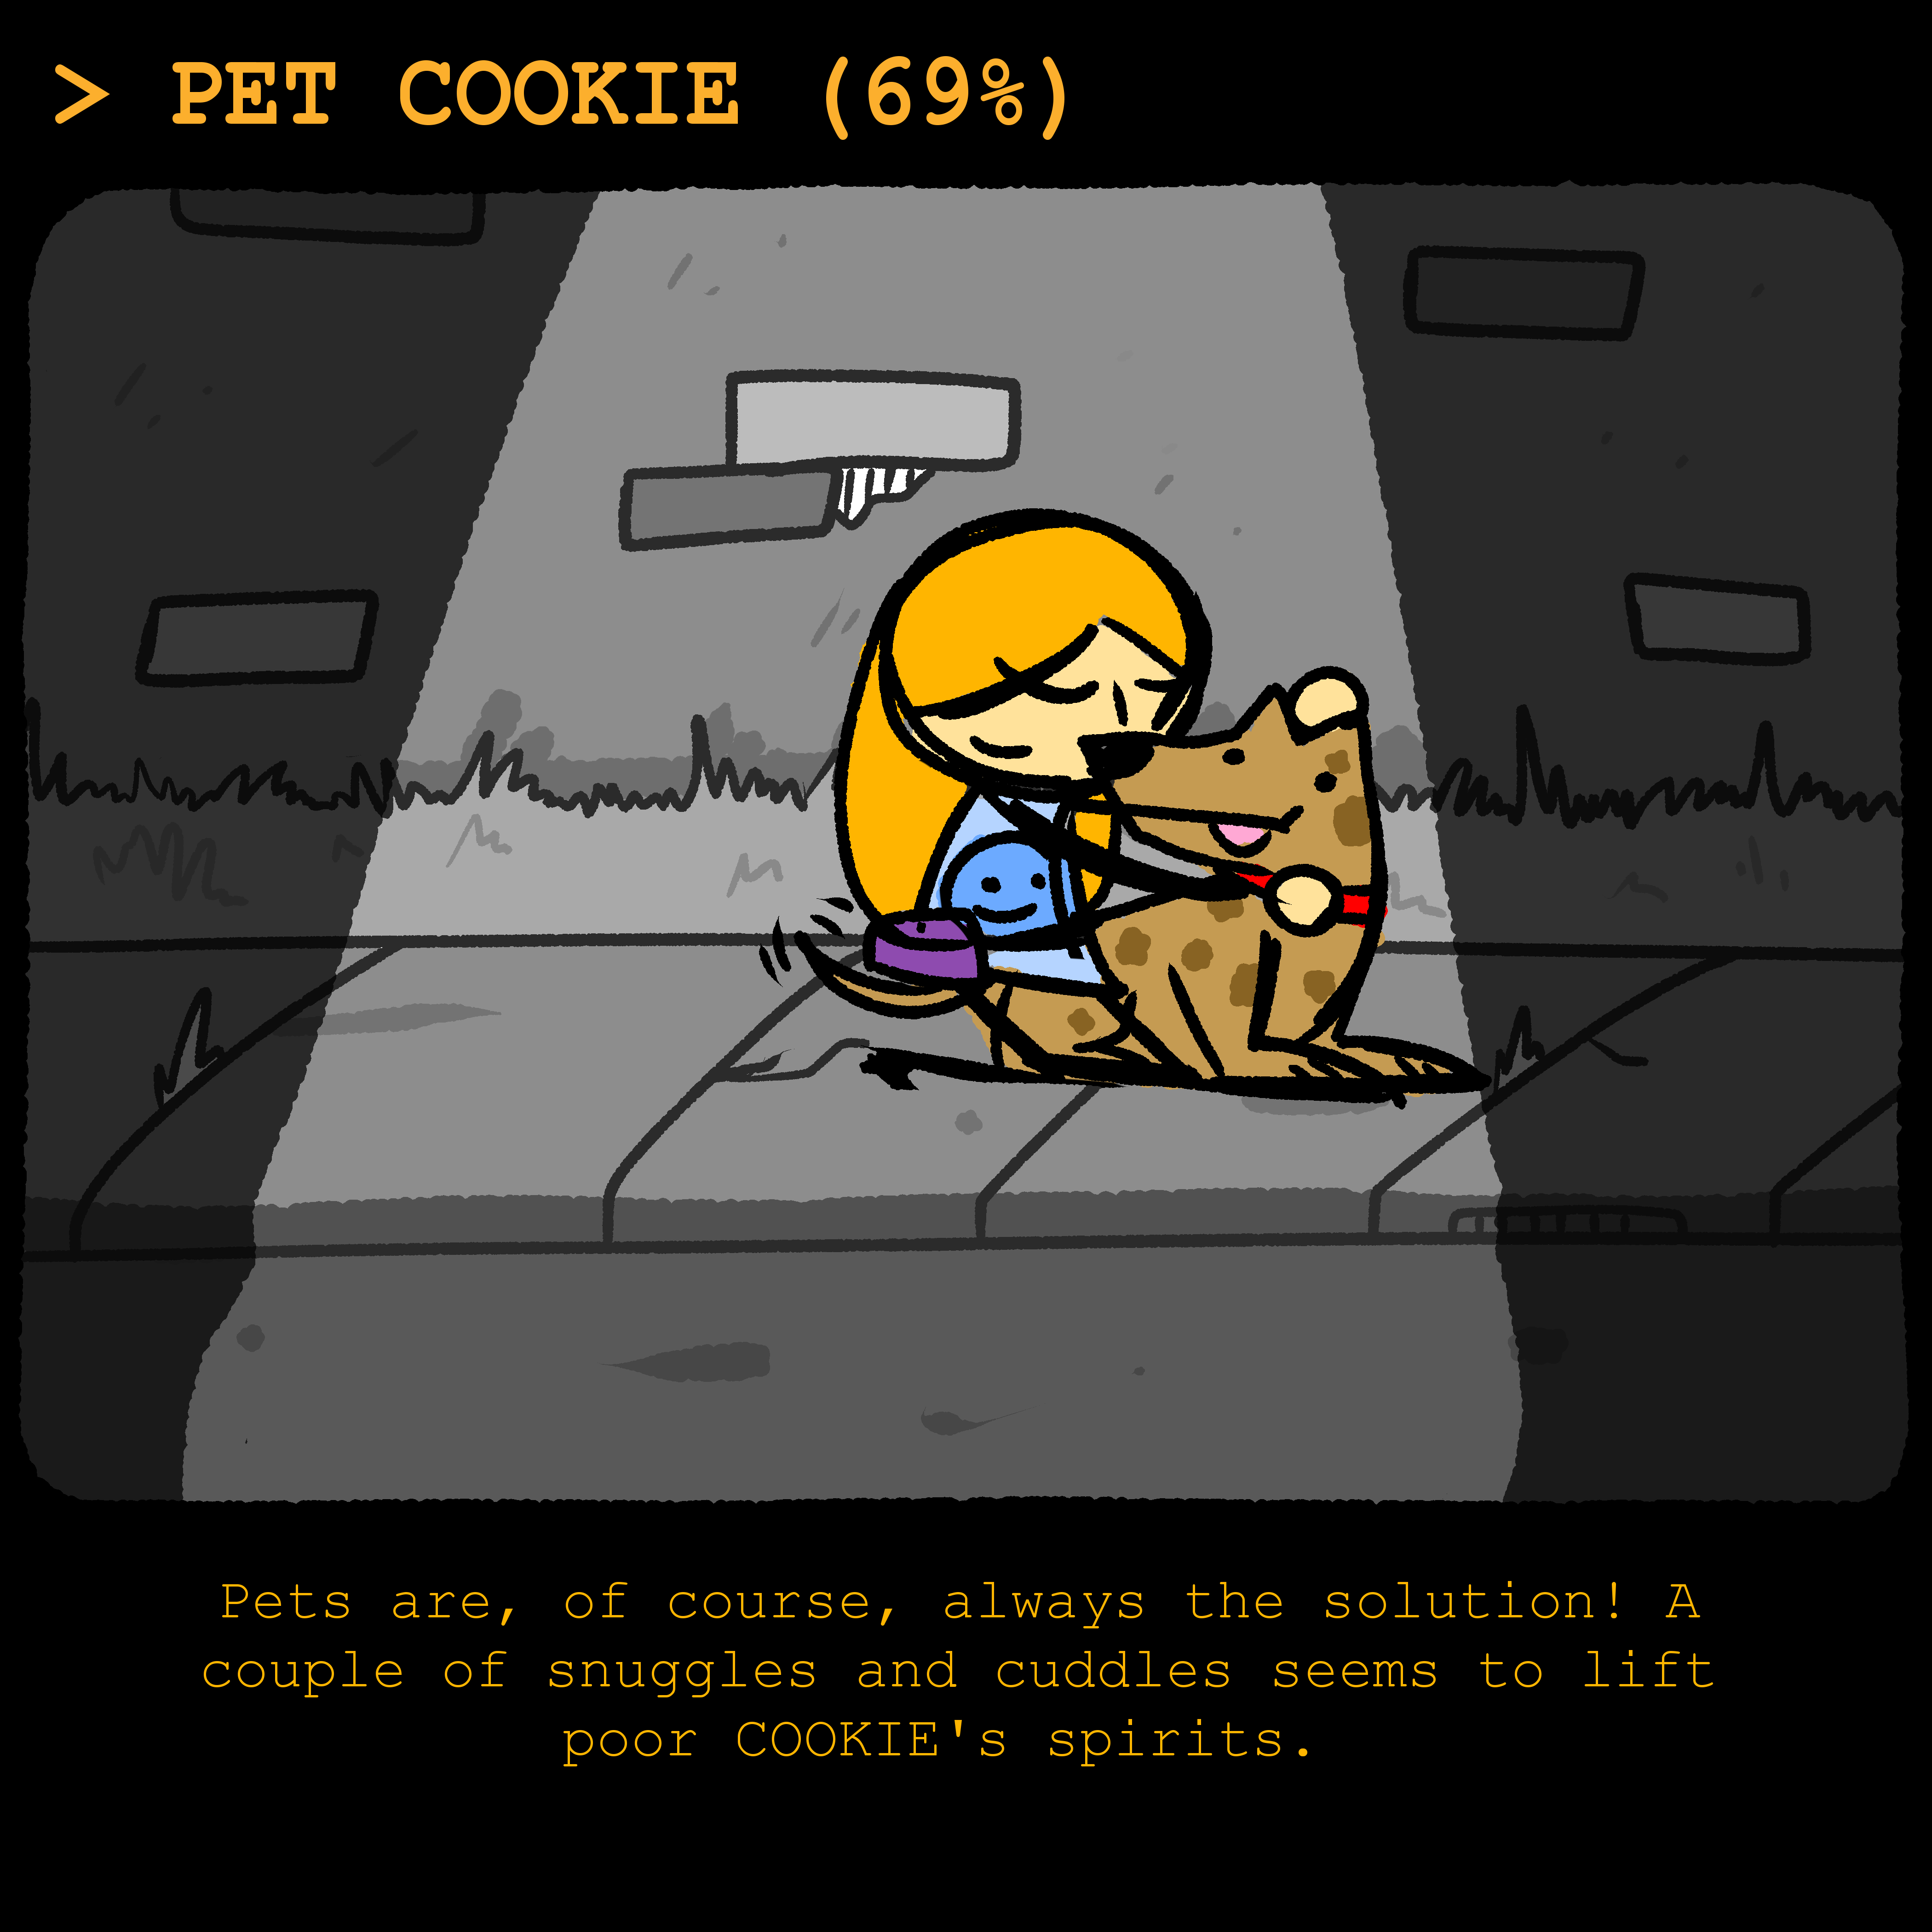 > PET COOKIE (69%)
Pets are, of course, always the solution! A
couple of snuggles and cuddles seems to lift
poor COOKIE's spirits.